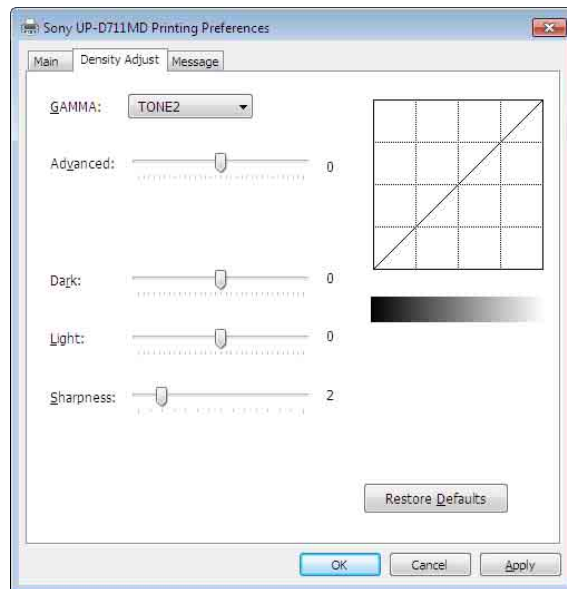 Sony UP-D711MD Printing Preferences
Main Density Adjust Message
GAMMA: TONE2
Advanced: 0
Dark: 0
Light: 0
Sharpness: 2
Restore Defaults
OK Cancel Apply